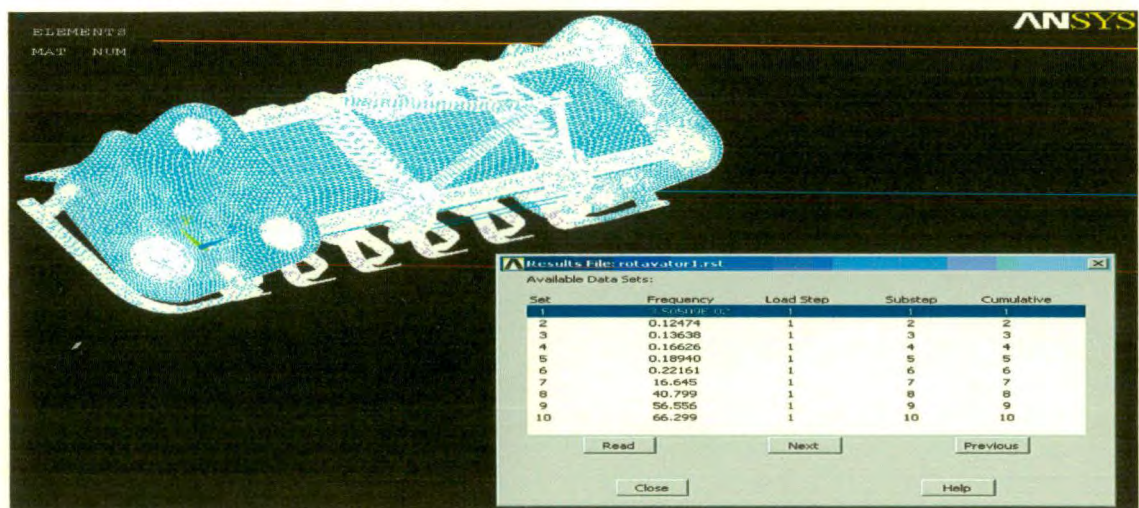 ELEMENTS
MAT NUM
ANSYS
Results File: rotavator1.rst
Available Data Sets:
Set Frequency Load Step Substep Cumulative
1 1 1 1
2 0.12474 1 2 2
3 0.13638 1 3 3
4 0.16626 1 4 4
5 0.18940 1 5 5
6 0.22161 1 6 6
7 16.645 1 7 7
8 40.799 1 8 8
9 56.556 1 9 9
10 66.299 1 10 10
Read Next Previous
Close Help